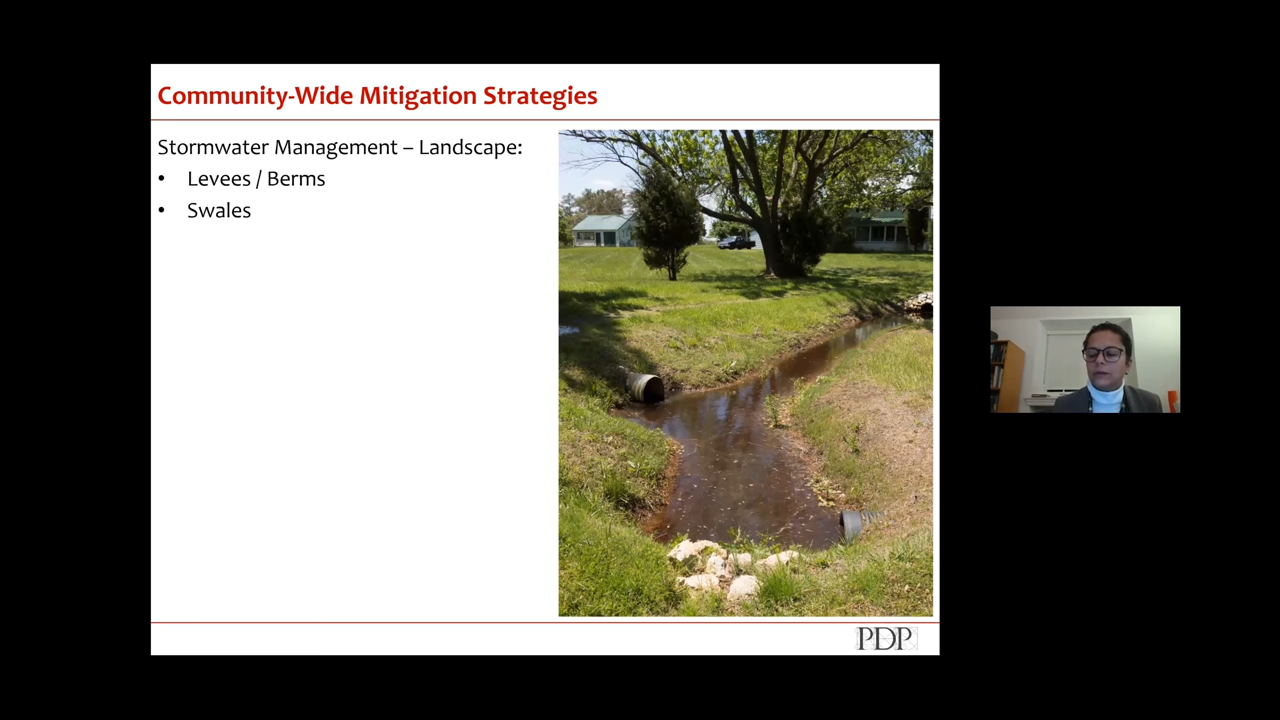 Community-Wide Mitigation Strategies
Stormwater Management – Landscape:
• Levees / Berms
• Swales
PDP